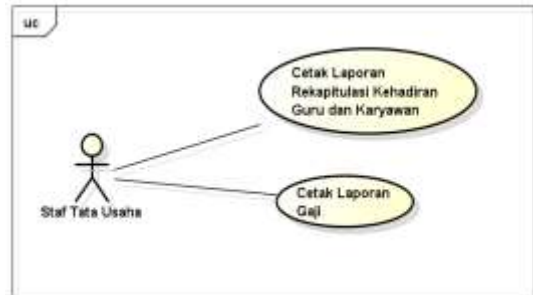 uc
Cetak Laporan
Rekapitulasi Kehadiran
Guru dan Karyawan
Staf Tata Usaha
Cetak Laporan
Gaji